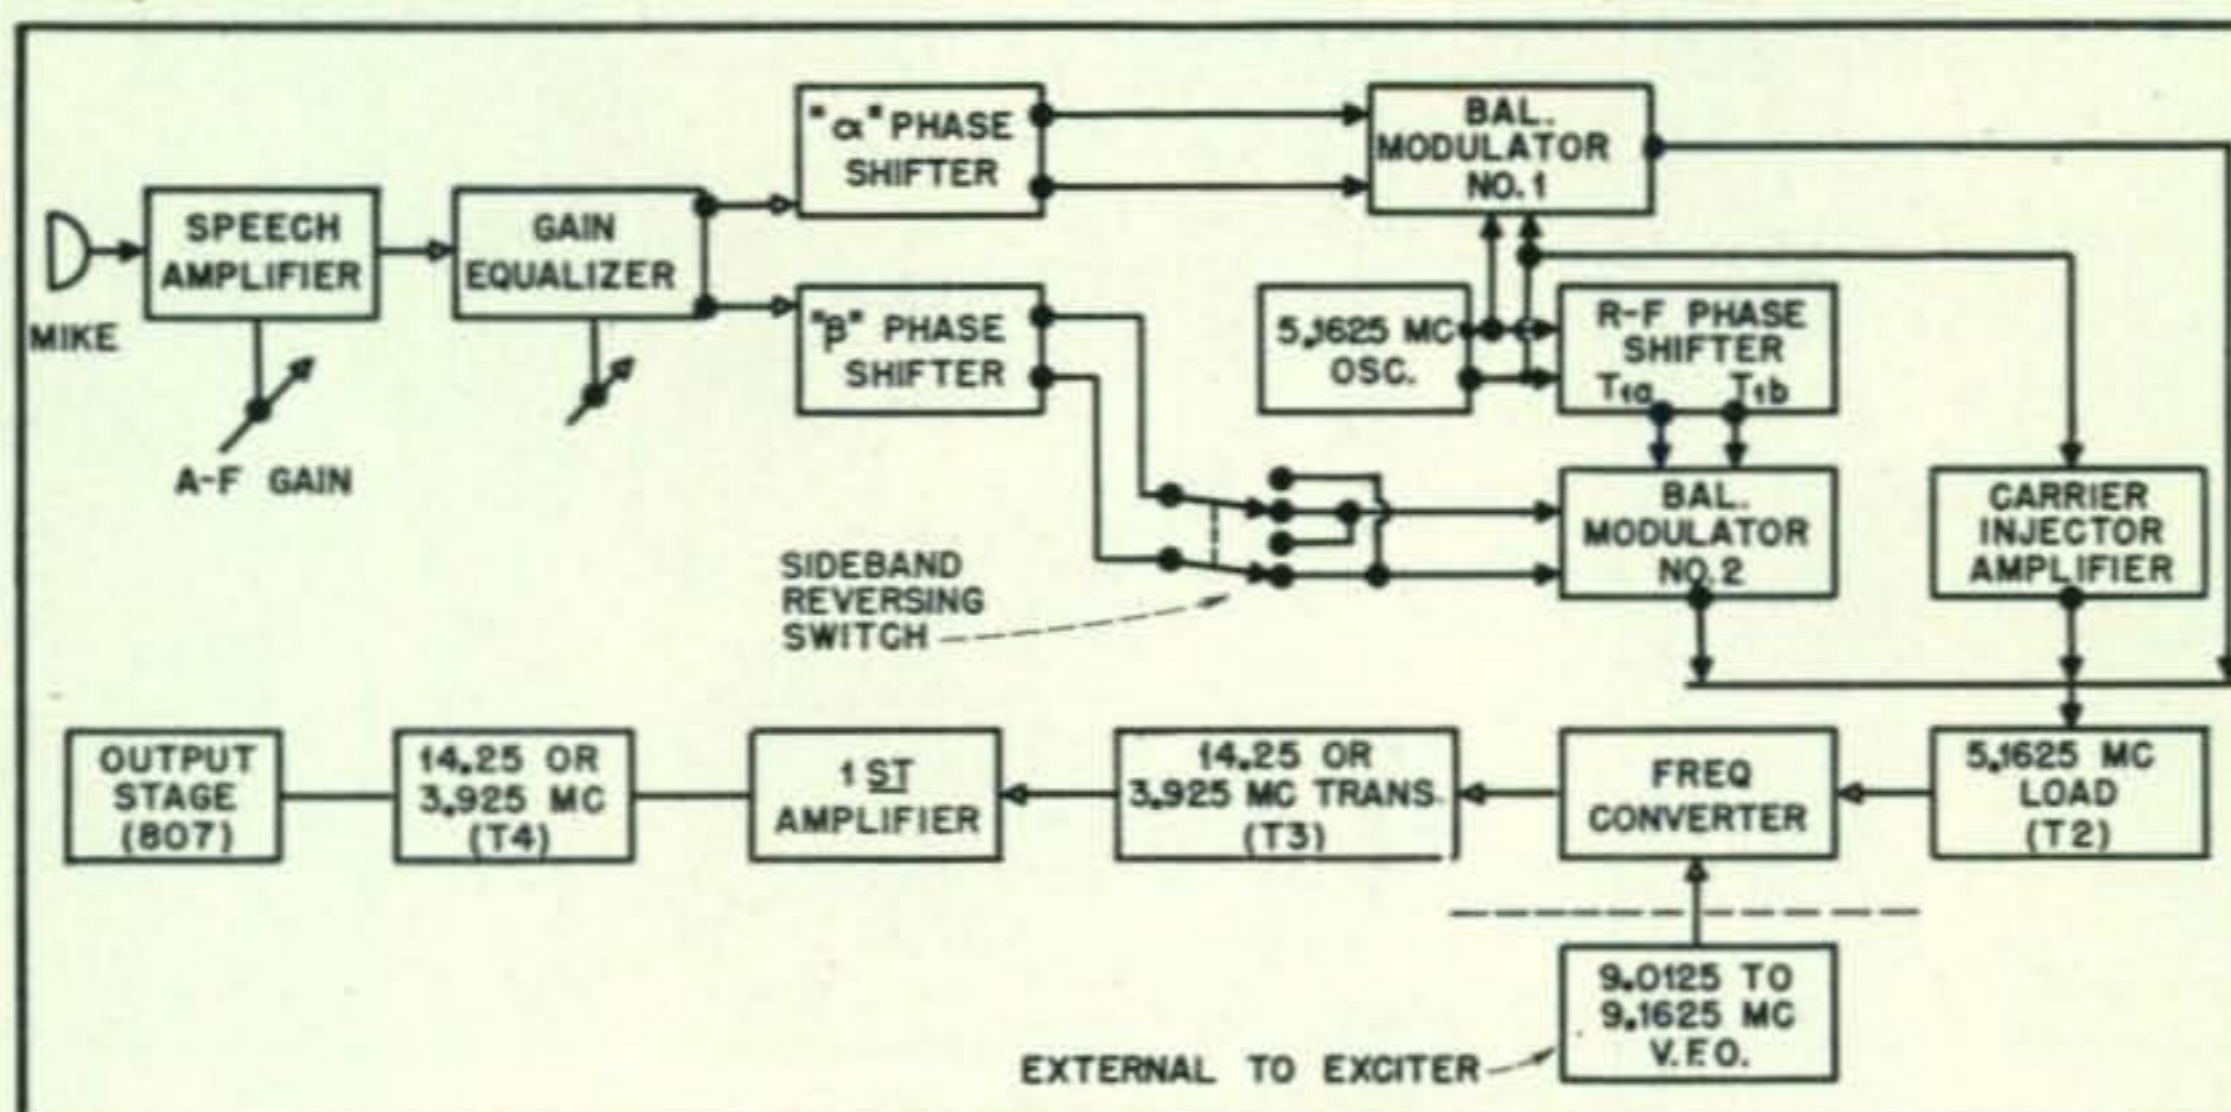 "α" PHASE
SHIFTER
BAL.
MODULATOR
NO. 1
SPEECH
AMPLIFIER
GAIN
EQUALIZER
MIKE
A-F GAIN
"β" PHASE
SHIFTER
5.1625 MC
OSC.
R-F PHASE
SHIFTER
T1a T1b
SIDEBAND
REVERSING
SWITCH
BAL.
MODULATOR
NO. 2
CARRIER
INJECTOR
AMPLIFIER
OUTPUT
STAGE
(807)
14.25 OR
3.925 MC
(T4)
1 ST
AMPLIFIER
14.25 OR
3.925 MC TRANS.
(T3)
FREQ
CONVERTER
5.1625 MC
LOAD
(T2)
9.0125 TO
9.1625 MC
V.F.O.
EXTERNAL TO EXCITER